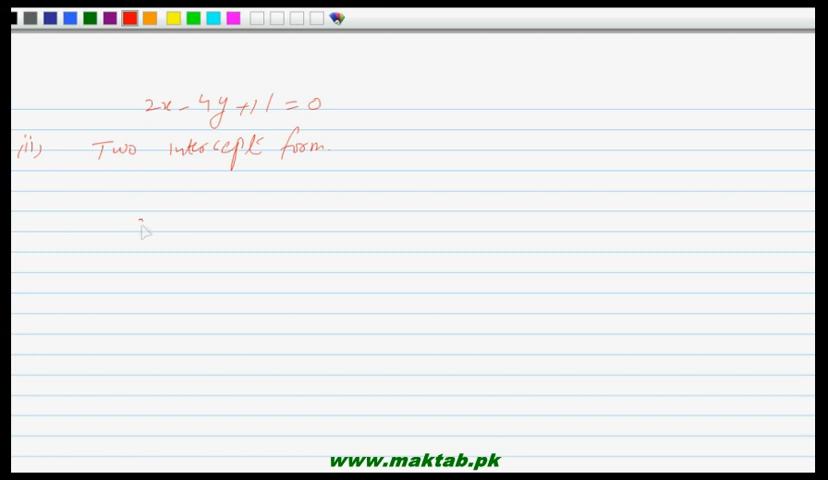 2x - 4y + 11 = 0
(ii) Two intercept form.
www.maktab.pk